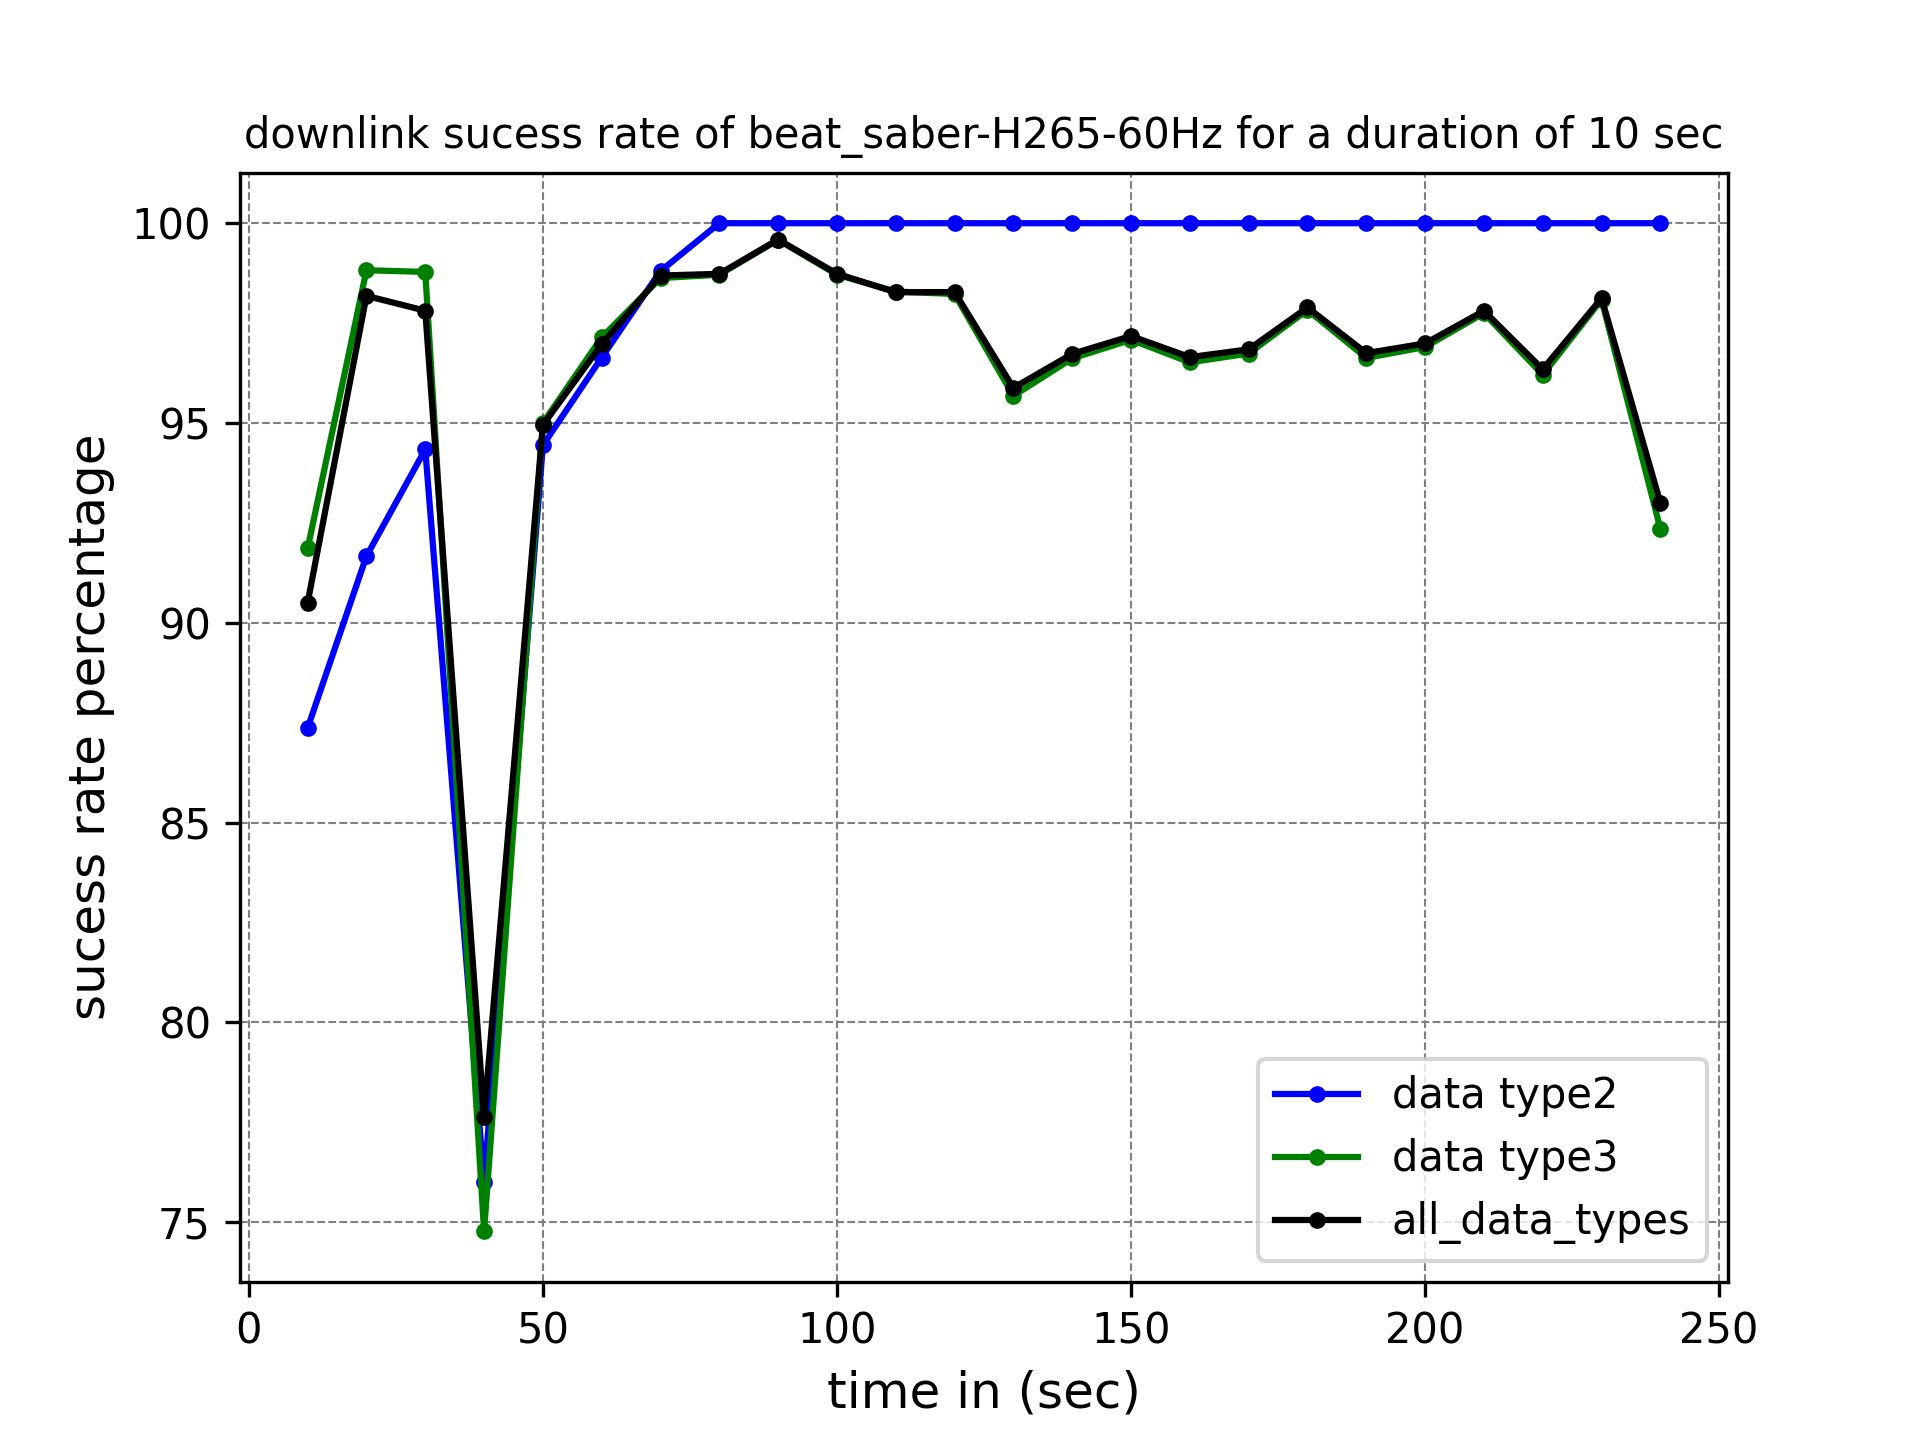 downlink sucess rate of beat_saber-H265-60Hz for a duration of 10 sec
sucess rate percentage
100
95
90
85
80
75
data type2
data type3
all_data_types
0 50 100 150 200 250
time in (sec)